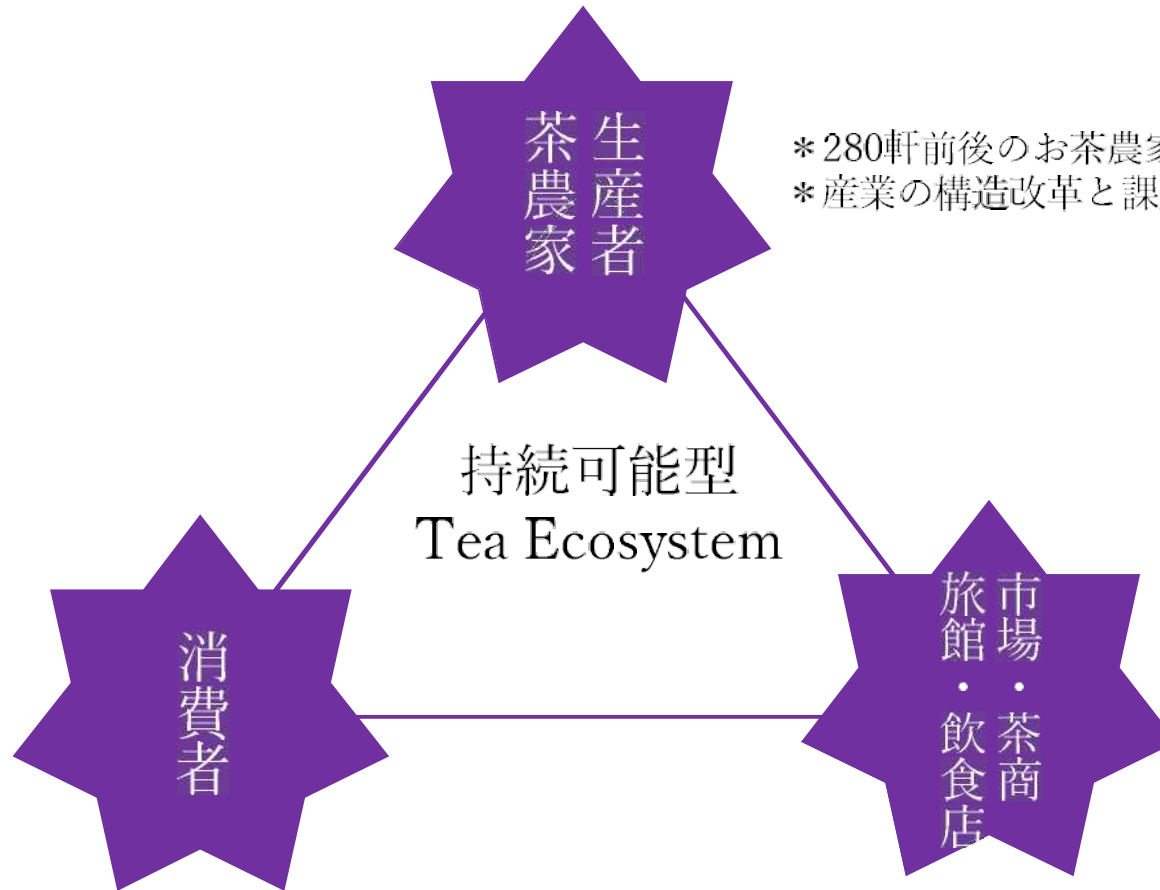 生産者
茶農家
*280軒前後のお茶農家
*産業の構造改革と課
持続可能型
Tea Ecosystem
消費者
市場・茶商
旅館・飲食店